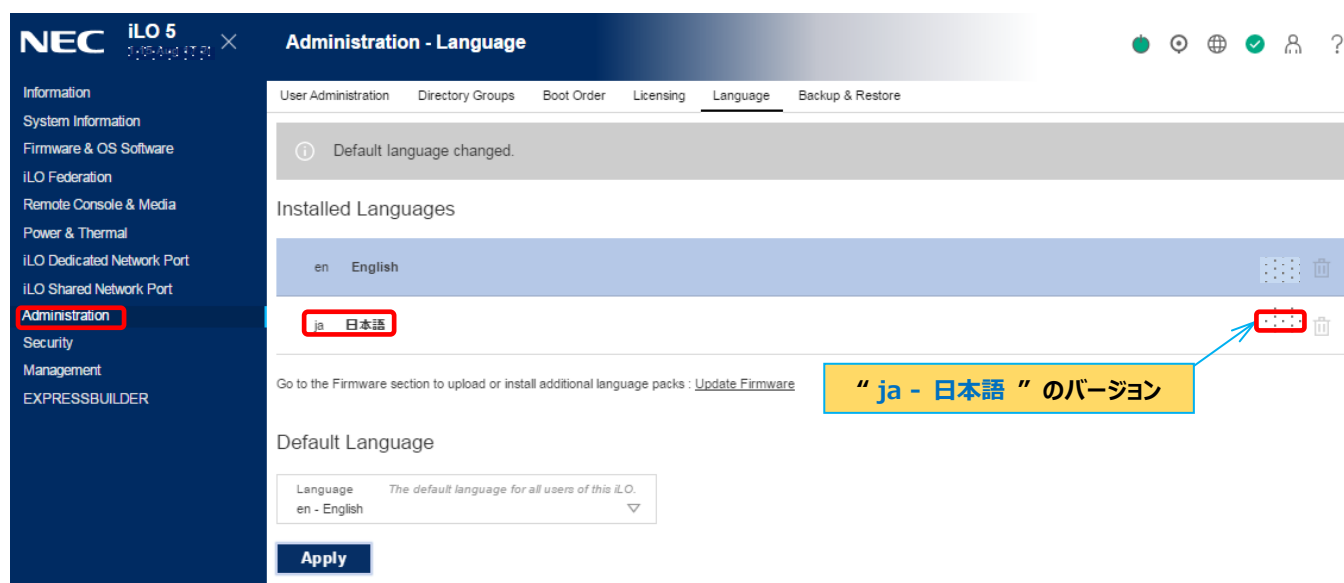 NEC
iLO 5
Administration - Language
?
Information
System Information
Firmware & OS Software
iLO Federation
Remote Console & Media
Power & Thermal
iLO Dedicated Network Port
iLO Shared Network Port
Administration
Security
Management
EXPRESSBUILDER
User Administration Directory Groups Boot Order Licensing Language Backup & Restore
Default language changed.
Installed Languages
en English
ja 日本語
Go to the Firmware section to upload or install additional language packs : Update Firmware
“ ja - 日本語 ” のバージョン
Default Language
Language The default language for all users of this iLO.
en - English
Apply